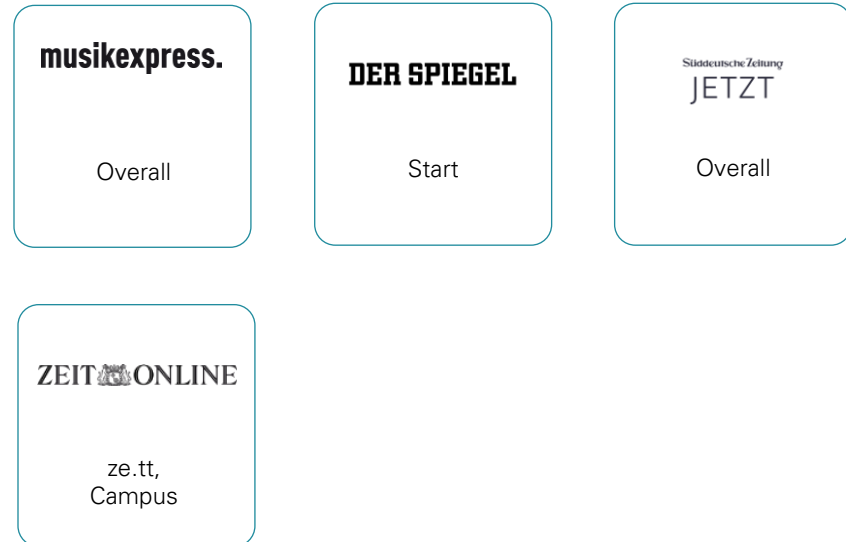 musikexpress.
Overall
DER SPIEGEL
Start
Süddeutsche Zeitung
JETZT
Overall
ZEIT ONLINE
ze.tt,
Campus